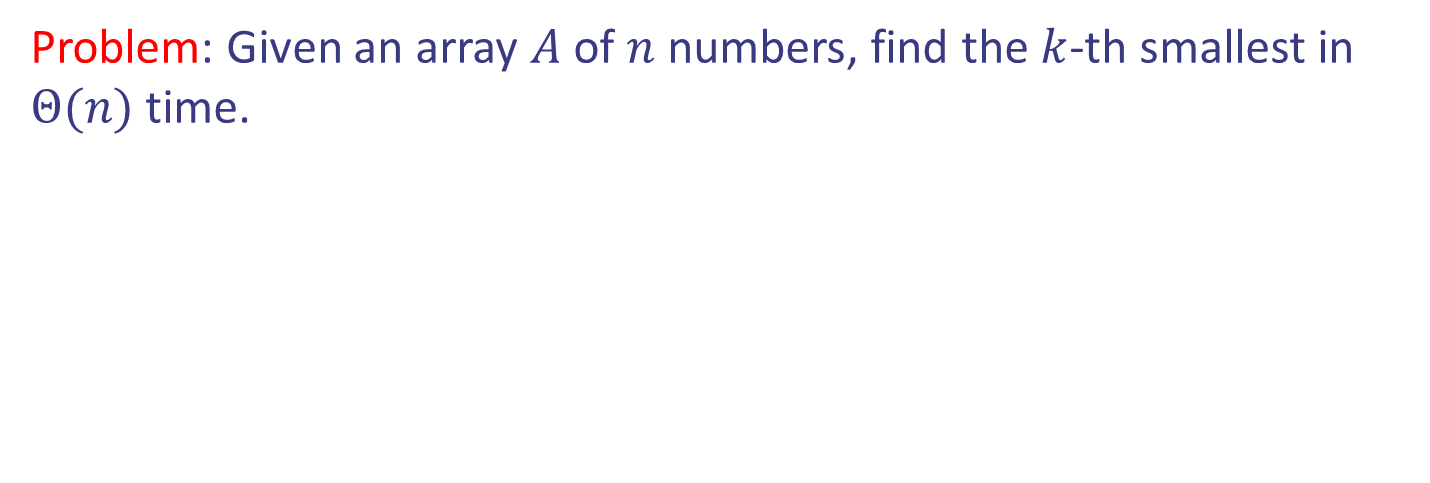 Problem: Given an array A of n numbers, find the k-th smallest in
Θ(n) time.